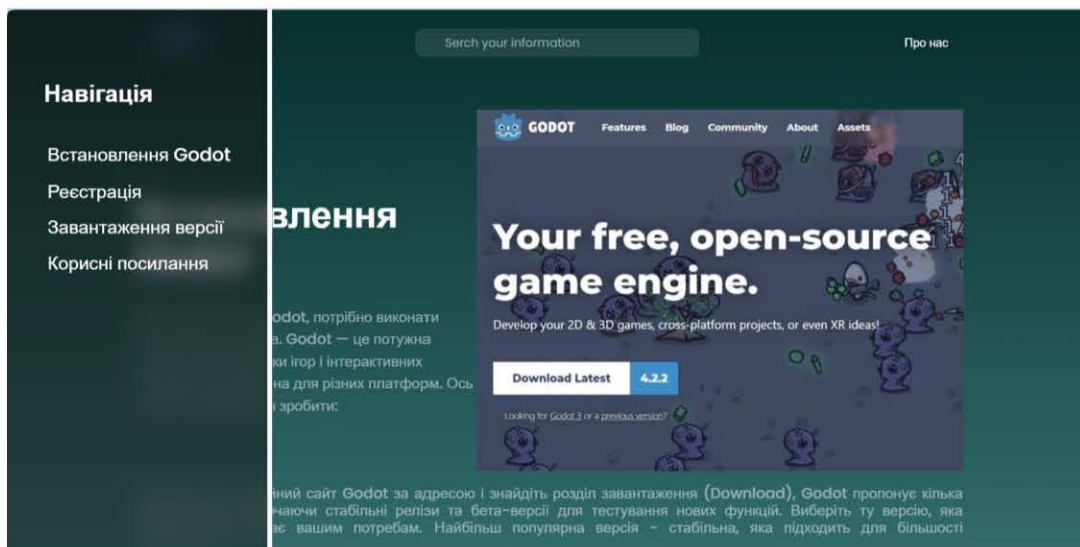 Serch your information
Про нас
Навігація
Встановлення Godot
Реєстрація
Завантаження версії
Корисні посилання
влення
odot, потрібно виконати
в. Godot — це потужна
ки ігор і інтерактивних
на для різних платформ. Ось
зробити:
GODOT Features Blog Community About Assets
Your free, open-source
game engine.
Develop your 2D & 3D games, cross-platform projects, or even XR ideas!
Download Latest 4.2.2
Looking for Godot 3 or a previous version?
йний сайт Godot за адресою і знайдіть розділ завантаження (Download), Godot пропонує кілька
чаючи стабільні релізи та бета-версії для тестування нових функцій. Виберіть ту версію, яка
ає вашим потребам. Найбільш популярна версія - стабільна, яка підходить для більшості